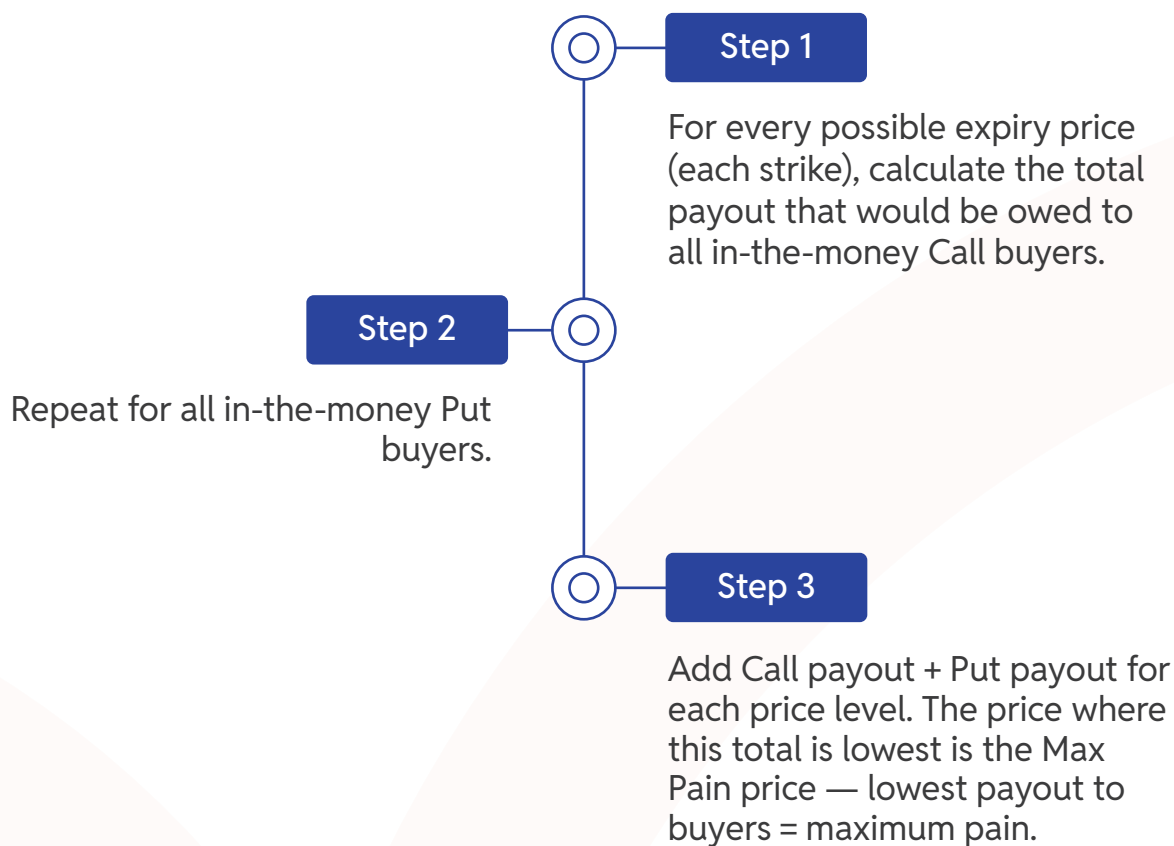 Step 1
For every possible expiry price
(each strike), calculate the total
payout that would be owed to
all in-the-money Call buyers.
Step 2
Repeat for all in-the-money Put
buyers.
Step 3
Add Call payout + Put payout for
each price level. The price where
this total is lowest is the Max
Pain price — lowest payout to
buyers = maximum pain.